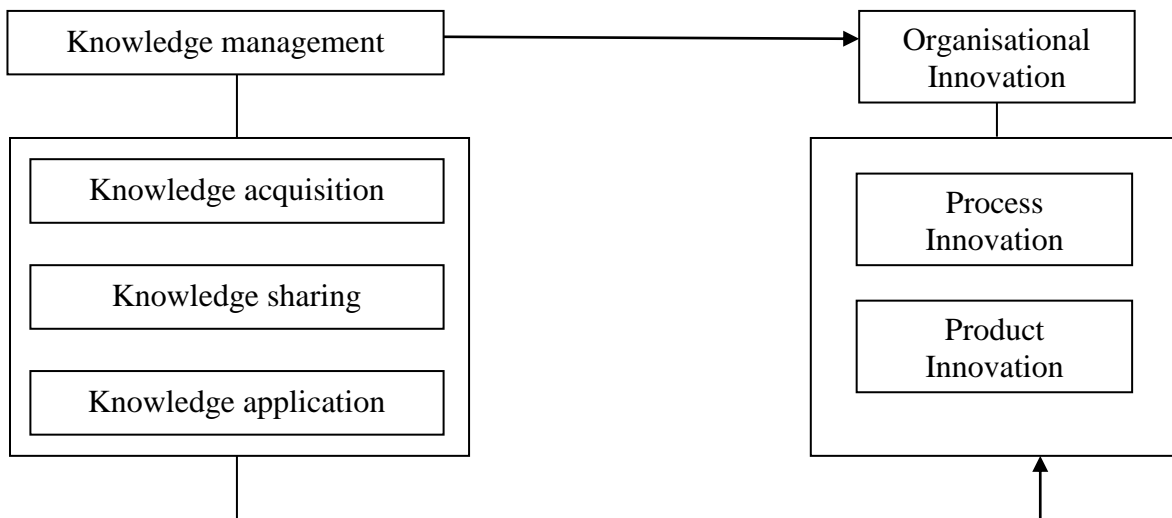 Knowledge management
Organisational
Innovation
Knowledge acquisition
Knowledge sharing
Knowledge application
Process
Innovation
Product
Innovation